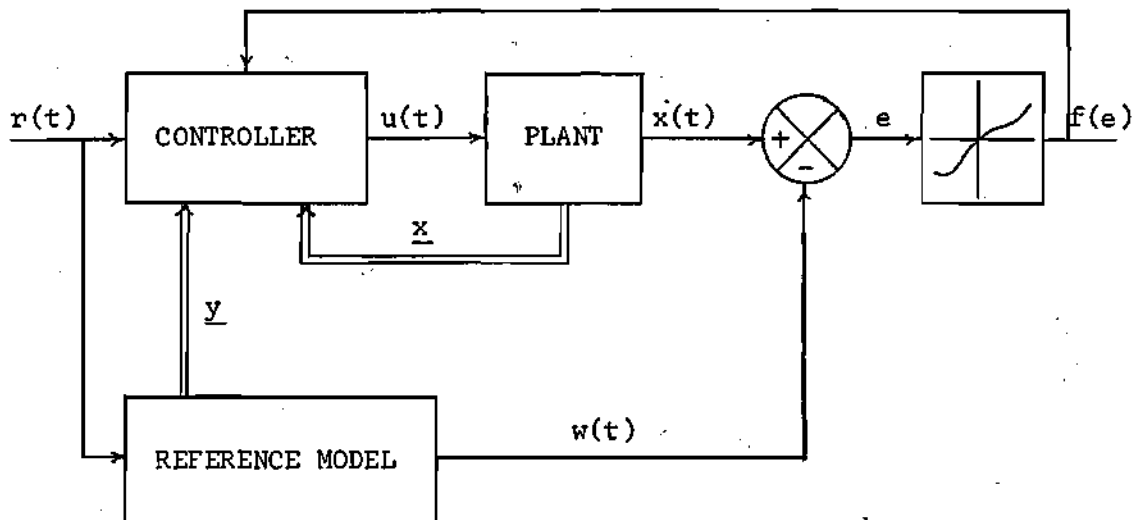 r(t)
CONTROLLER
u(t)
PLANT
x(t)
+
-
e
f(e)
x
y
w(t)
REFERENCE MODEL